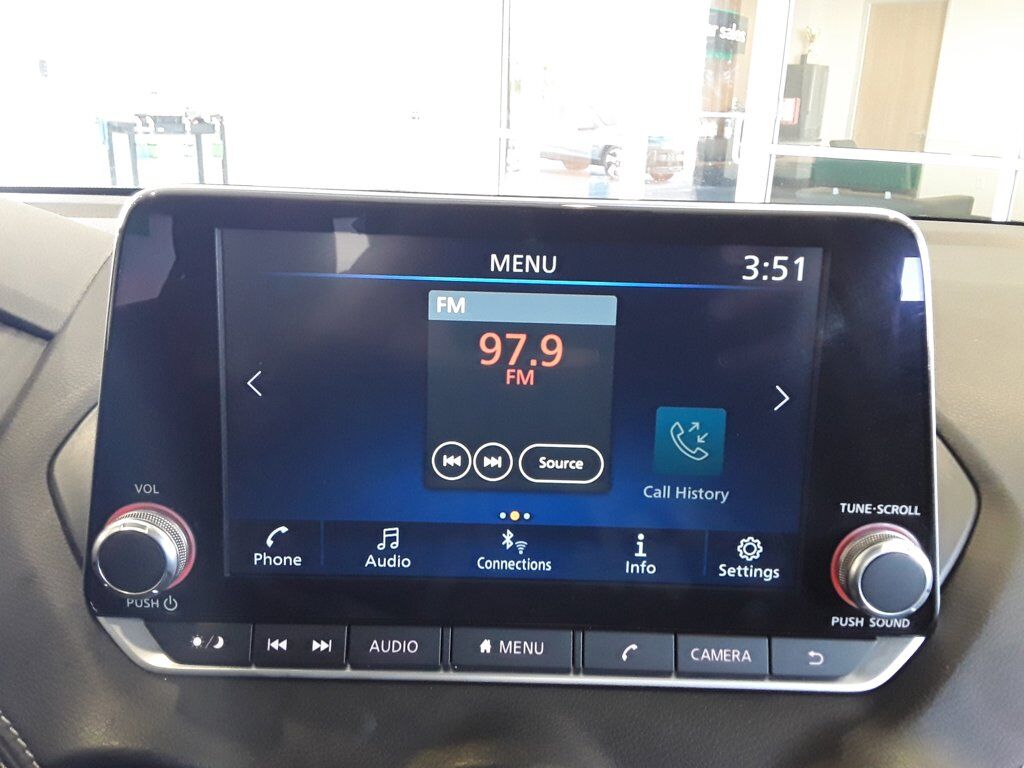 sales
MENU
3:51
FM
97.9
FM
Source
Call History
Phone
Audio
Connections
Info
Settings
VOL
PUSH
TUNE·SCROLL
PUSH SOUND
AUDIO
MENU
CAMERA